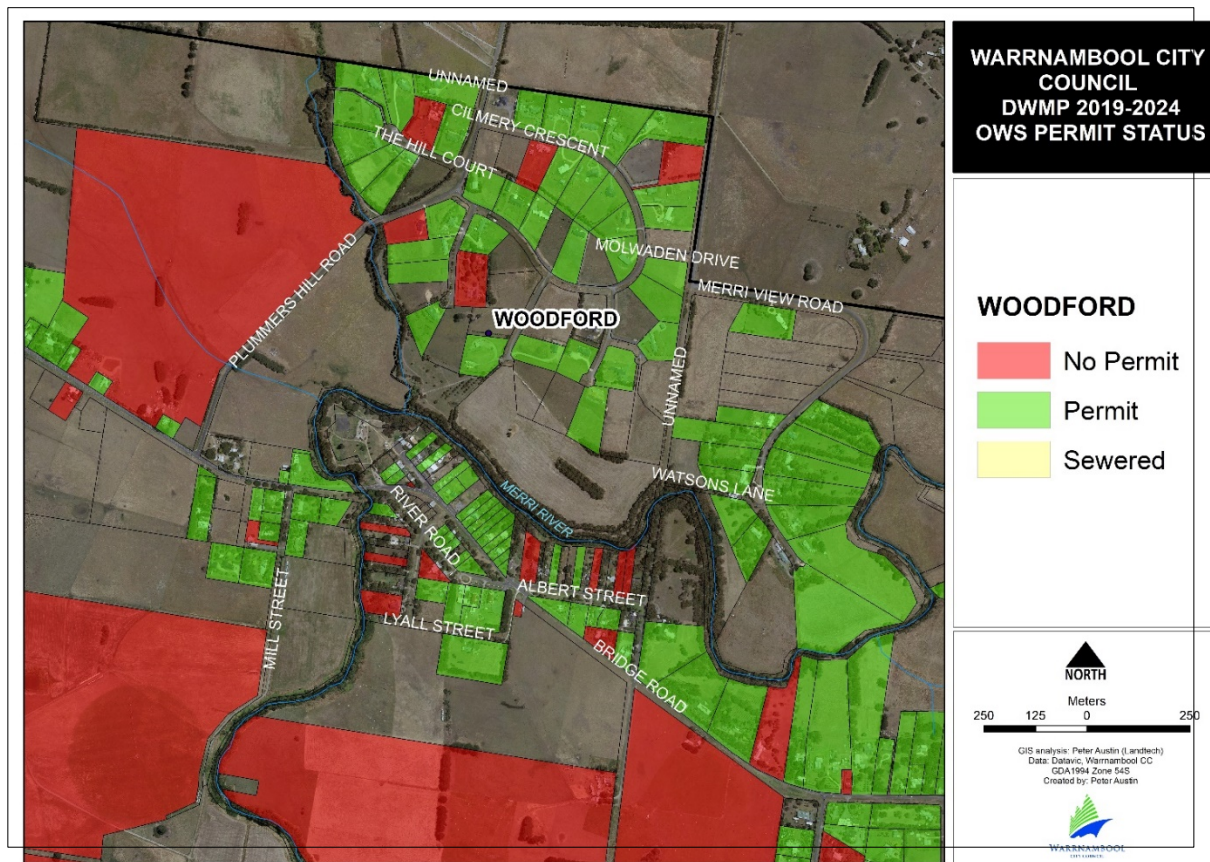 UNNAMED
CILMERY CRESCENT
THE HILL COURT
MOLWADEN DRIVE
MERRI VIEW ROAD
PLUMMERS HILL ROAD
WOODFORD
UNNAMED
WATSONS LANE
MERRI RIVER
RIVER ROAD
ALBERT STREET
LYALL STREET
MILL STREET
BRIDGE ROAD
WARRNAMBOOL CITY
COUNCIL
DWMP 2019-2024
OWS PERMIT STATUS
WOODFORD
No Permit
Permit
Sewered
NORTH
Meters
250 125 0 250
GIS analysis: Peter Austin (Landtech)
Data: Datavic, Warrnambool CC
GDA1994 Zone 54S
Created by: Peter Austin
WARRNAMBOOL
CITY COUNCIL